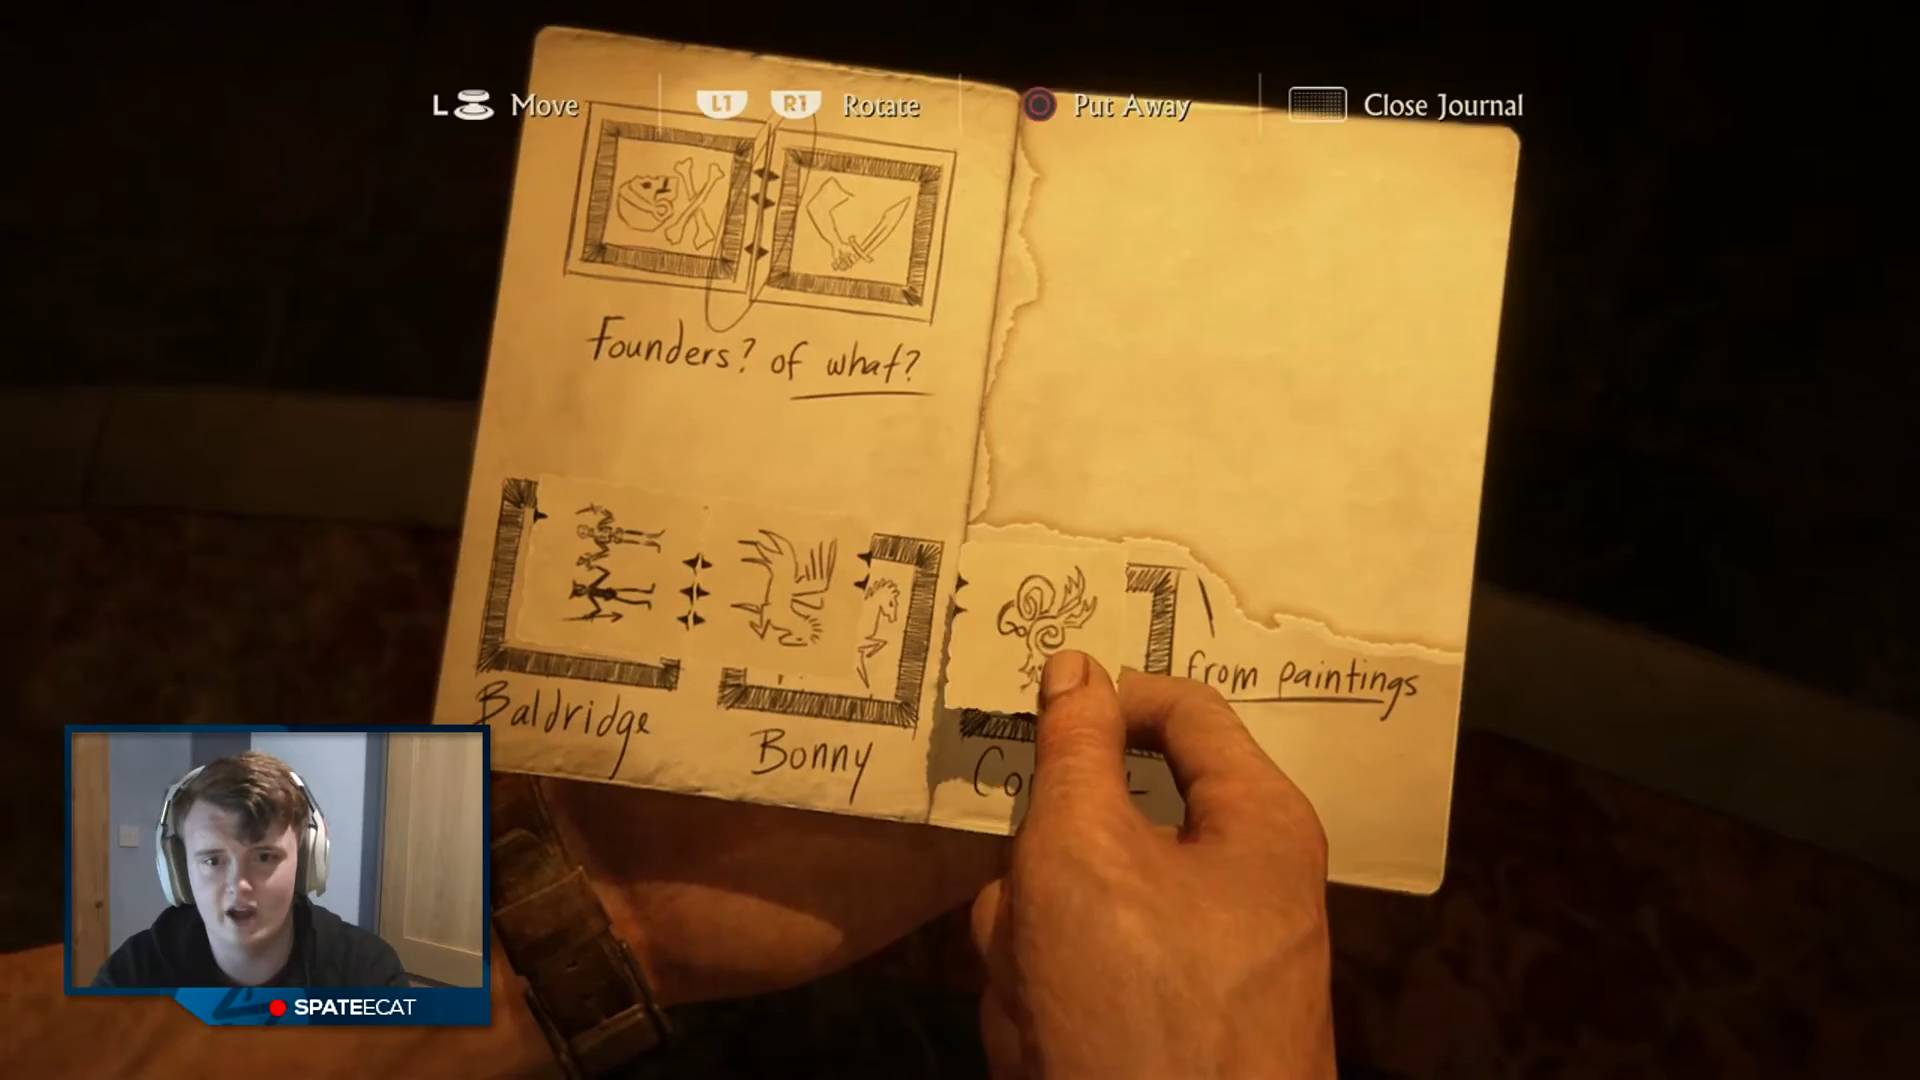 L Move L1 R1 Rotate Put Away Close Journal
Founders? of what?
from paintings
Baldridge
Bonny
SPATEECAT